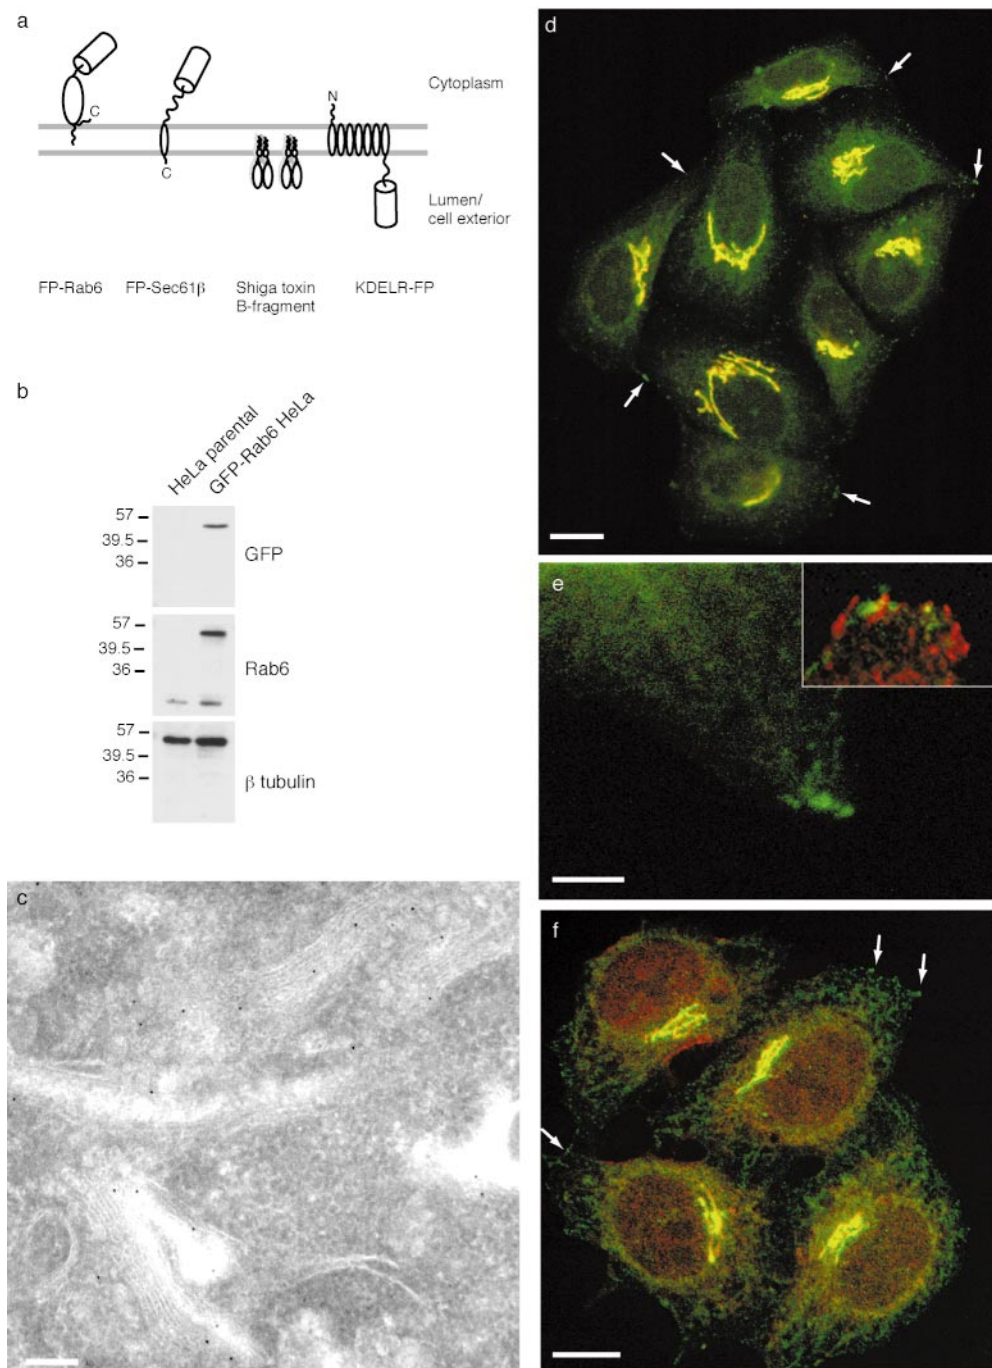 a
C
C
N
Cytoplasm
Lumen/
cell exterior
FP-Rab6
FP-Sec61β
Shiga toxin
B-fragment
KDELR-FP
b
HeLa parental
GFP-Rab6 HeLa
57
39.5
36
GFP
57
39.5
36
Rab6
57
39.5
36
β tubulin
c
d
e
f